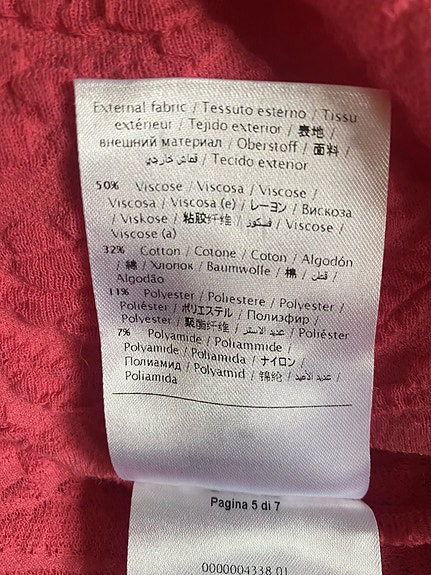 External fabric / Tessuto esterno / Tissu
extérieur / Tejido exterior / 表地 /
внешний материал / Oberstoff / 面料 /
قماش خارجي / Tecido exterior
50% Viscose / Viscosa / Viscose /
Viscosa / Viscosa (e) / レーヨン / Вискоза
/ Viskose / 粘胶纤维 / فسكوز / Viscose /
Viscose (a)
32% Cotton / Cotone / Coton / Algodón
/ 綿 / Хлопок / Baumwolle / 棉 / قطن /
Algodão
11% Polyester / Poliestere / Polyester /
Poliéster / ポリエステル / Полиэфир /
Polyester / 聚酯纤维 / عديد الاستر / Poliéster
7% Polyamide / Poliammide /
Polyamide / Poliamida / ナイロン /
Полиамид / Polyamid / 锦纶 / عديد الاميد /
Poliamida
Pagina 5 di 7
0000004338 01